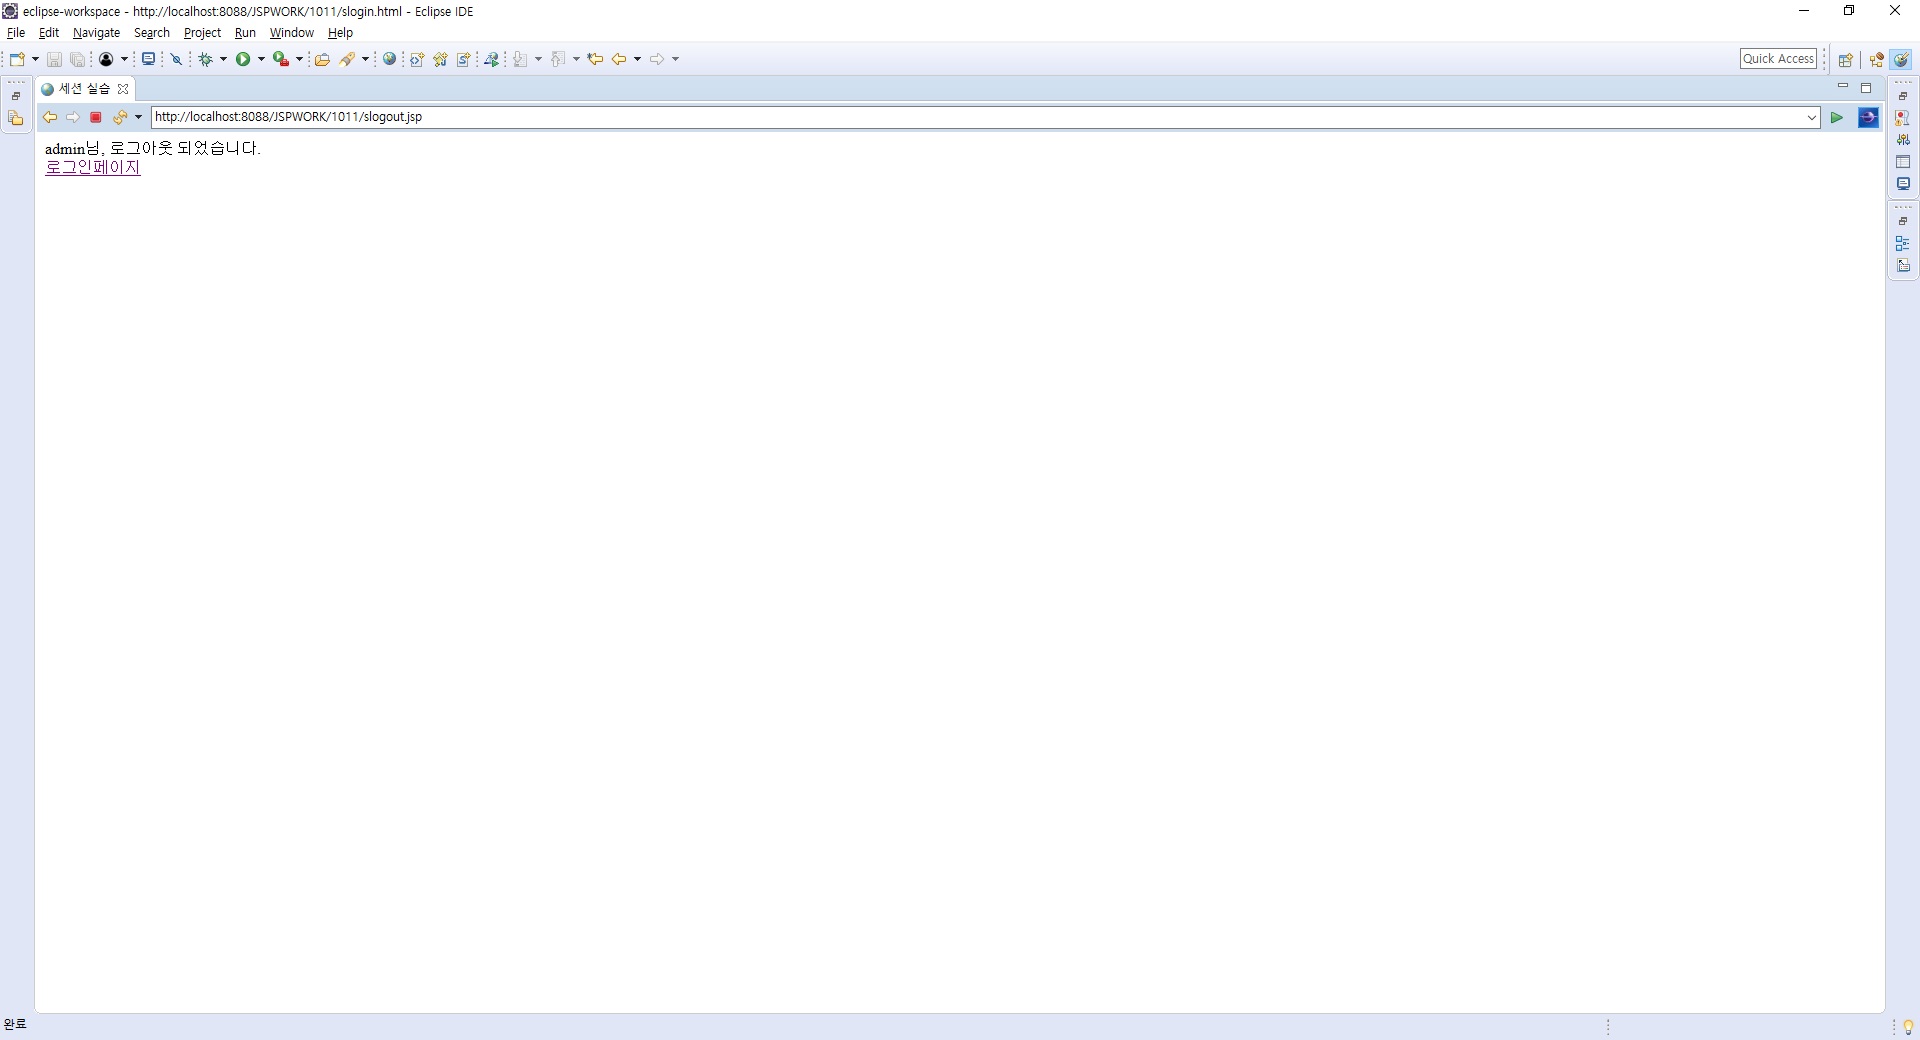 eclipse-workspace - http://localhost:8088/JSPWORK/1011/slogin.html - Eclipse IDE
File Edit Navigate Search Project Run Window Help
Quick Access
세션 실습
http://localhost:8088/JSPWORK/1011/slogout.jsp
admin님, 로그아웃 되었습니다.
로그인페이지
완료